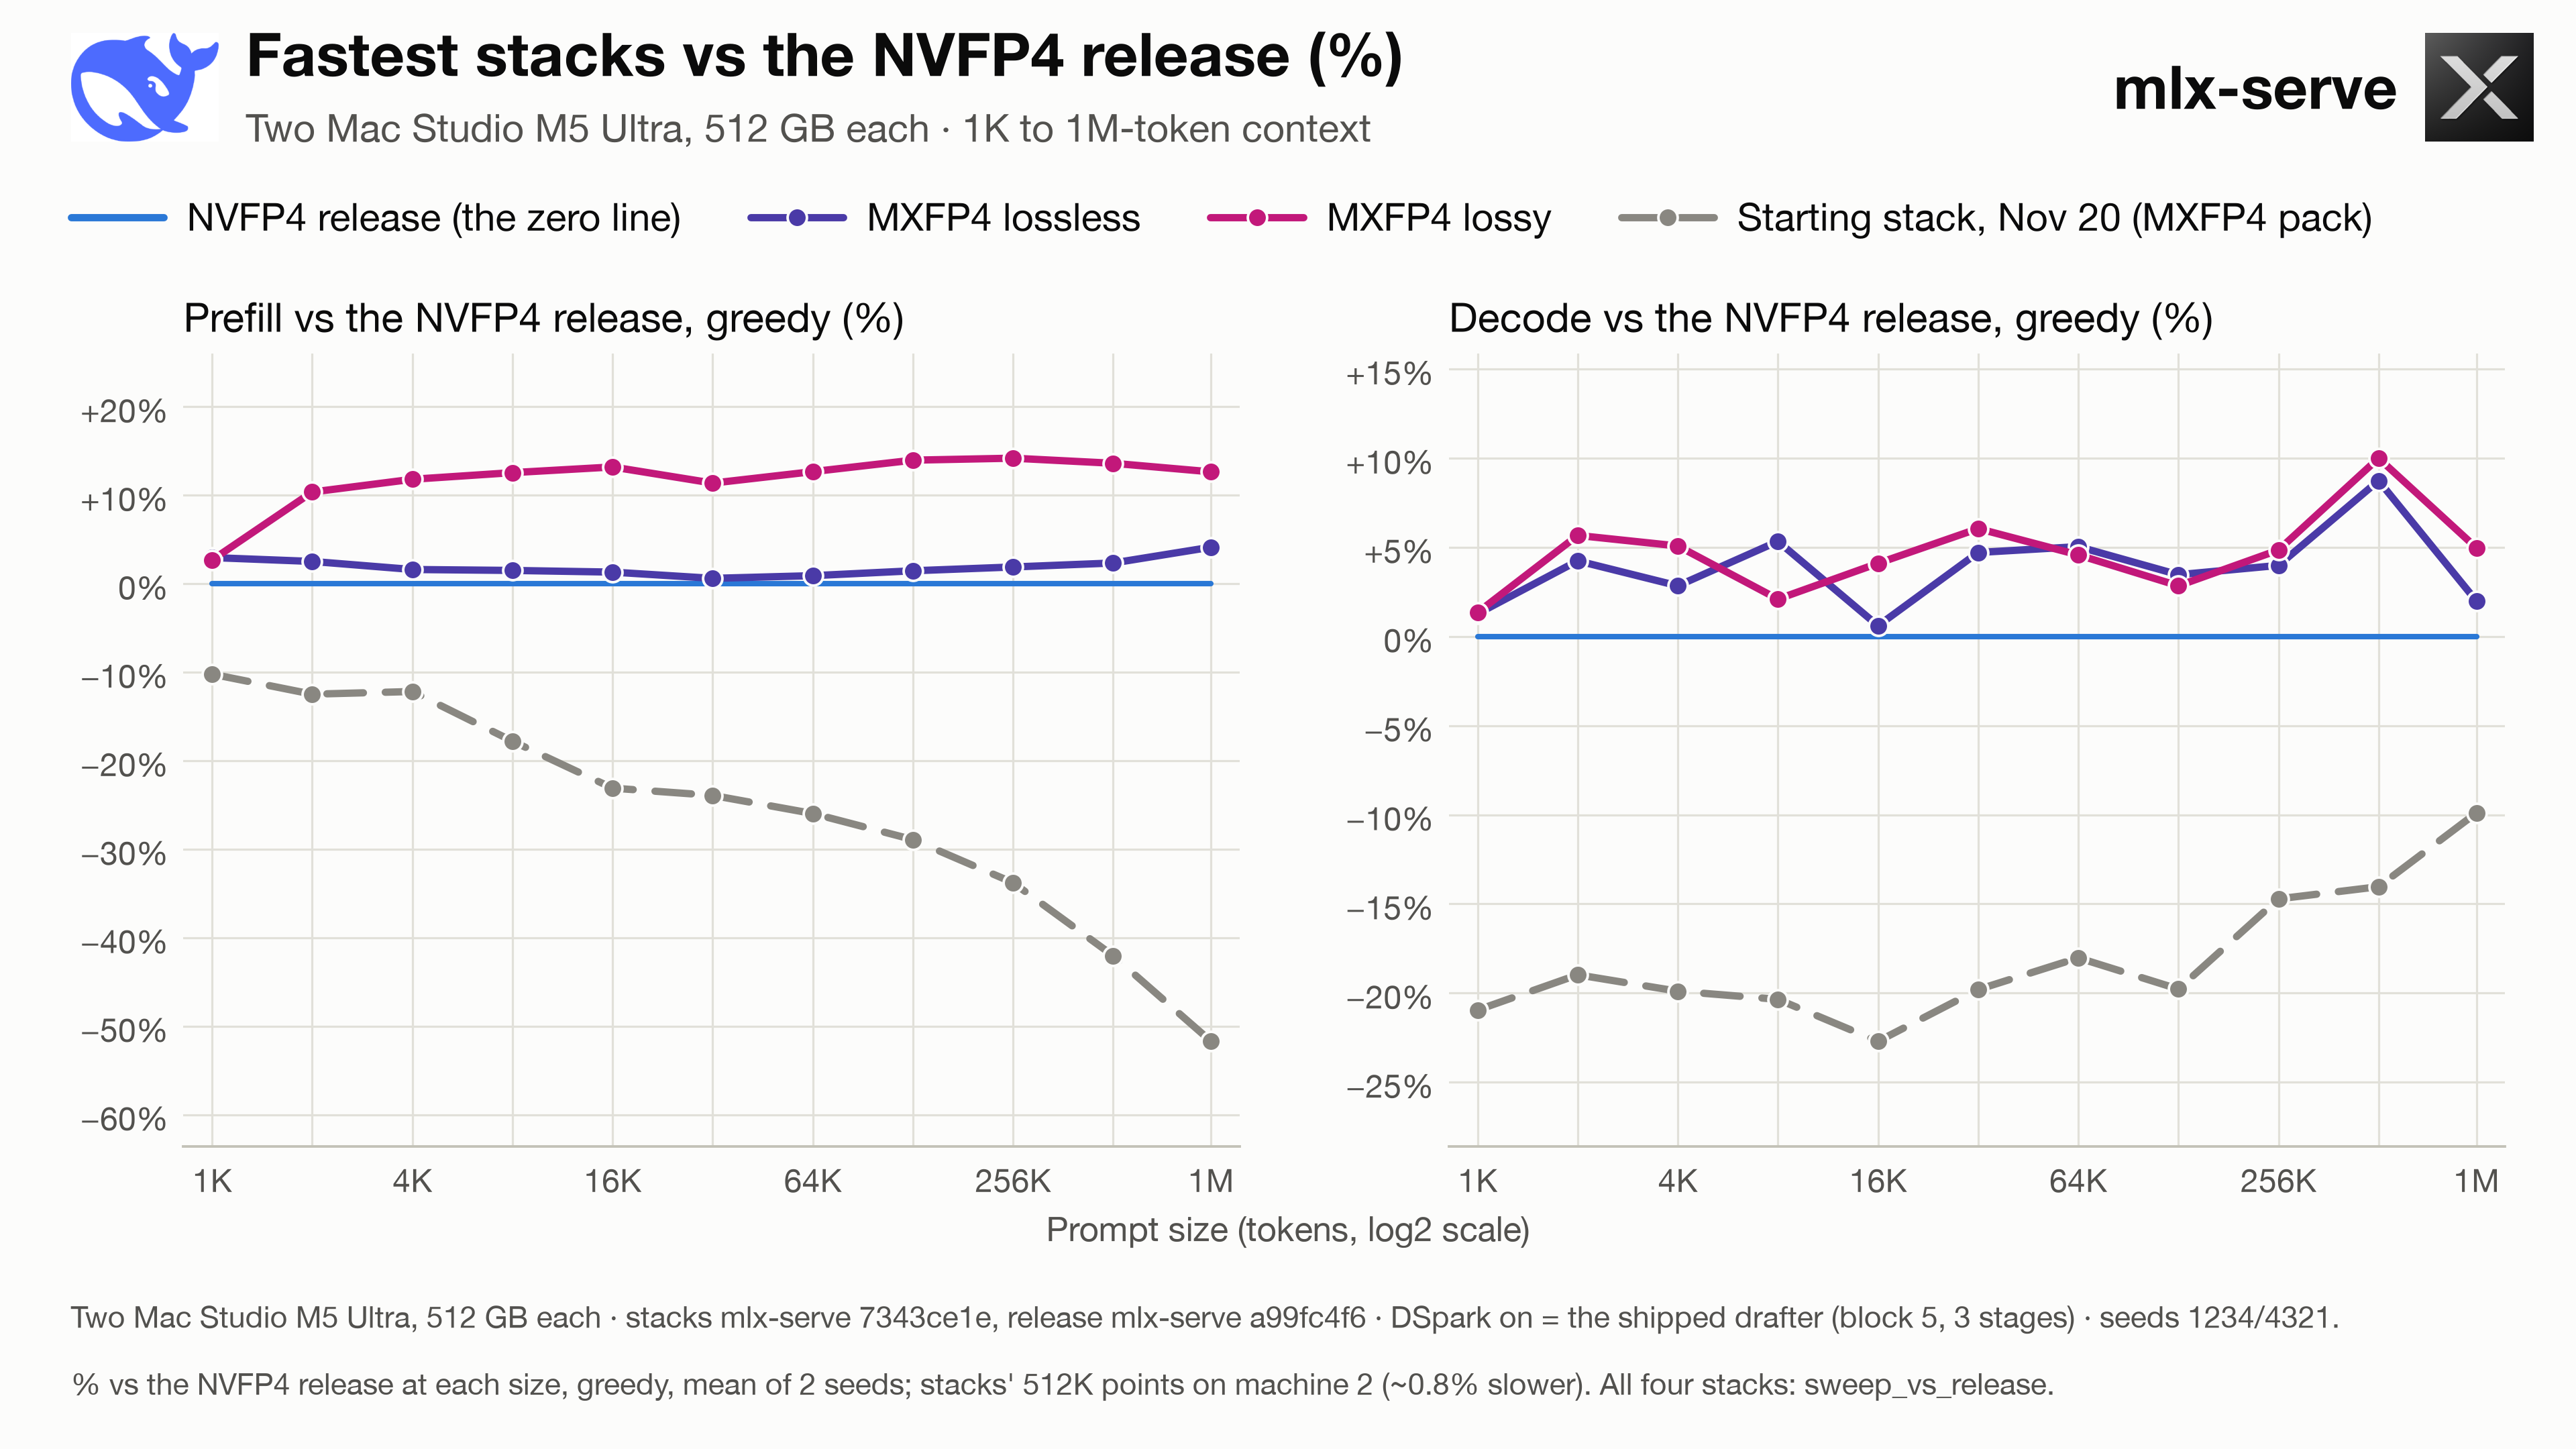 Fastest stacks vs the NVFP4 release (%)
Two Mac Studio M5 Ultra, 512 GB each · 1K to 1M-token context
mlx-serve
NVFP4 release (the zero line)
MXFP4 lossless
MXFP4 lossy
Starting stack, Nov 20 (MXFP4 pack)
Prefill vs the NVFP4 release, greedy (%)
+20%
+10%
0%
−10%
−20%
−30%
−40%
−50%
−60%
1K 4K 16K 64K 256K 1M
Decode vs the NVFP4 release, greedy (%)
+15%
+10%
+5%
0%
−5%
−10%
−15%
−20%
−25%
1K 4K 16K 64K 256K 1M
Prompt size (tokens, log2 scale)
Two Mac Studio M5 Ultra, 512 GB each · stacks mlx-serve 7343ce1e, release mlx-serve a99fc4f6 · DSpark on = the shipped drafter (block 5, 3 stages) · seeds 1234/4321.
% vs the NVFP4 release at each size, greedy, mean of 2 seeds; stacks' 512K points on machine 2 (~0.8% slower). All four stacks: sweep_vs_release.